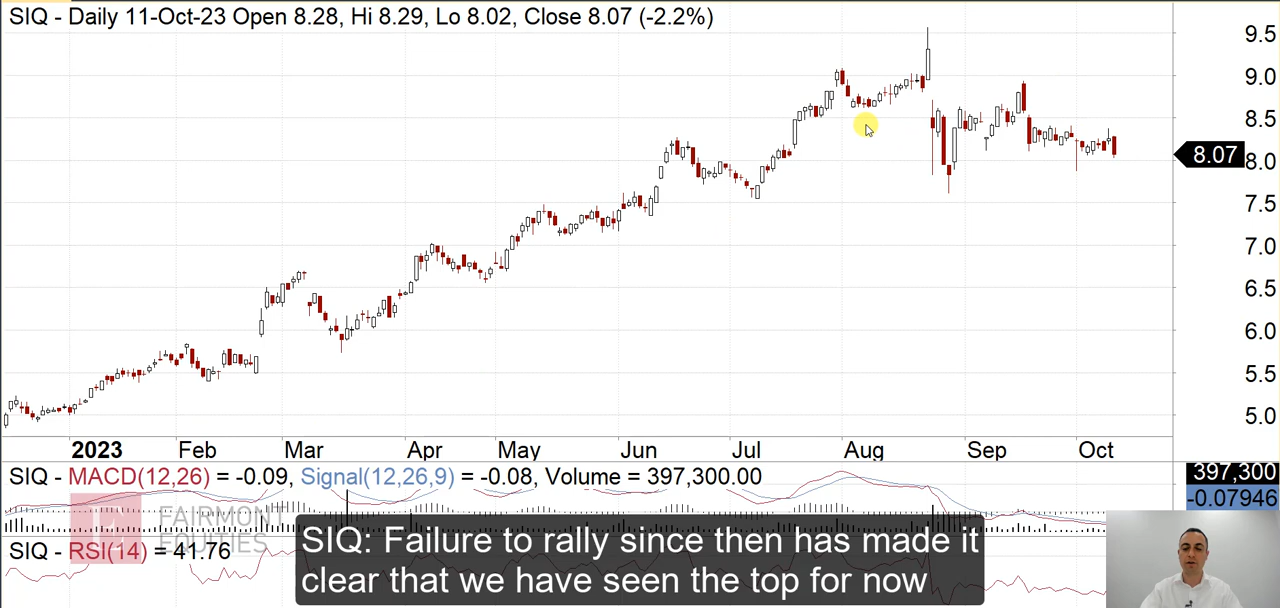 SIQ - Daily 11-Oct-23 Open 8.28, Hi 8.29, Lo 8.02, Close 8.07 (-2.2%)
9.5
9.0
8.5
8.07
8.0
7.5
7.0
6.5
6.0
5.5
5.0
2023 Feb Mar Apr May Jun Jul Aug Sep Oct
SIQ - MACD(12,26) = -0.09, Signal(12,26,9) = -0.08, Volume = 397,300.00
397,300
-0.07946
FAIRMONT
EQUITIES
SIQ - RSI(14) = 41.76
SIQ: Failure to rally since then has made it
clear that we have seen the top for now